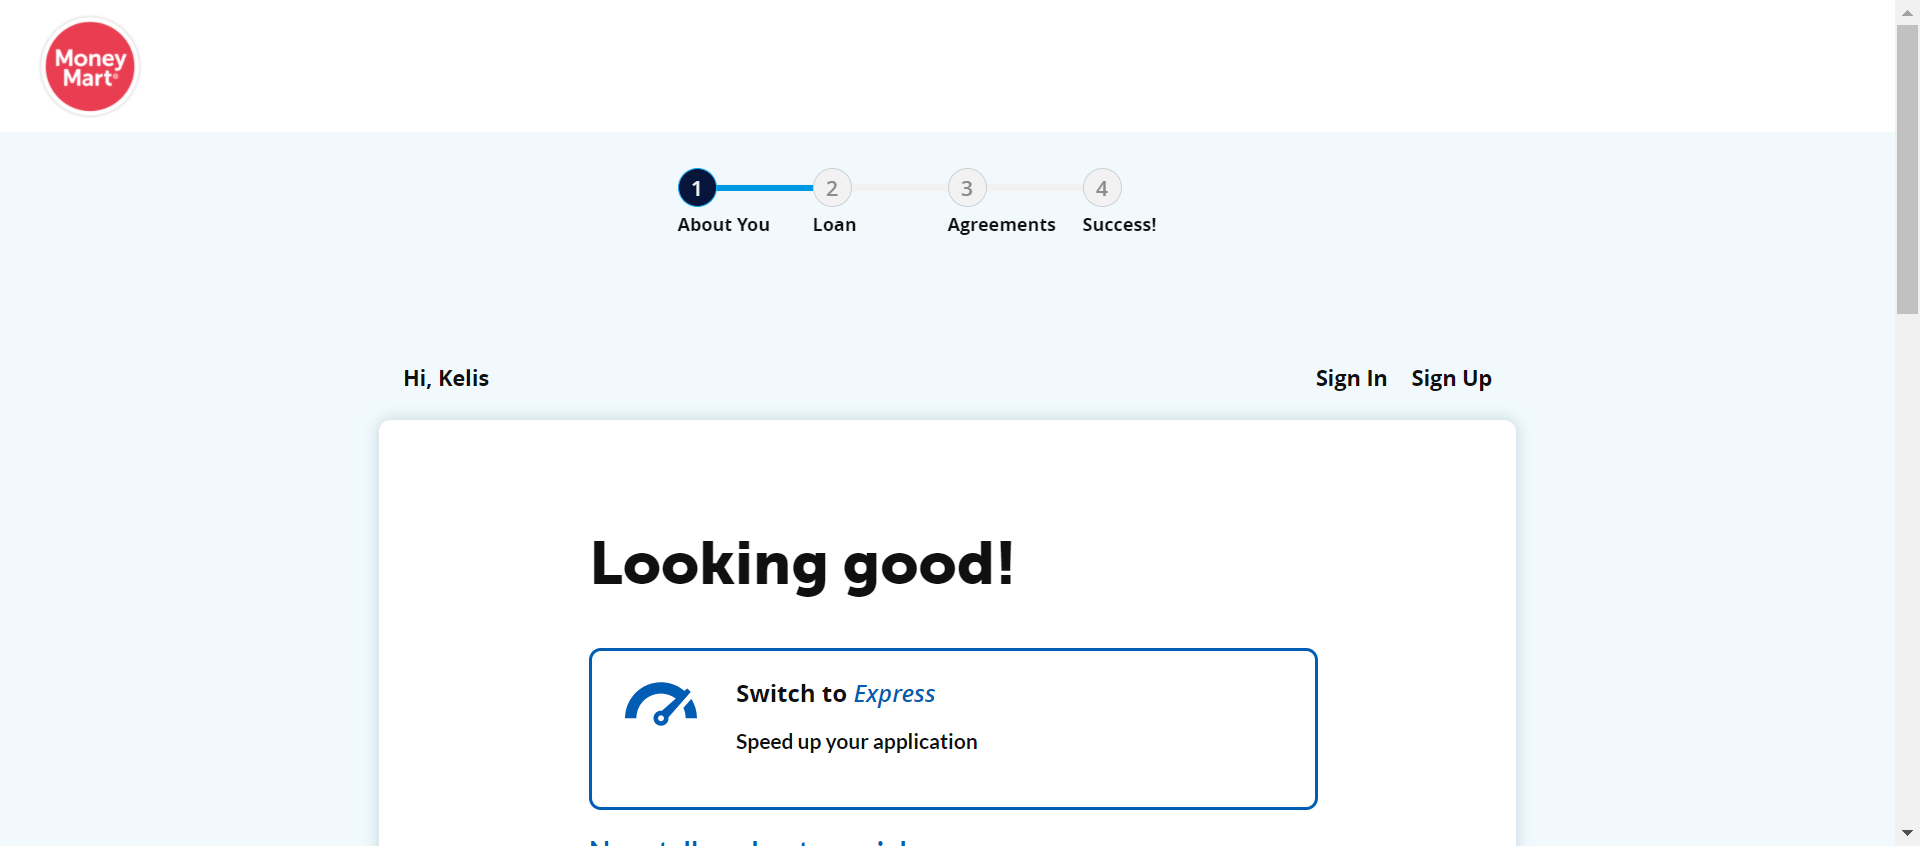 Money
Mart®
1
2
3
4
About You
Loan
Agreements
Success!
Hi, Kelis
Sign In
Sign Up
Looking good!
Switch to Express
Speed up your application